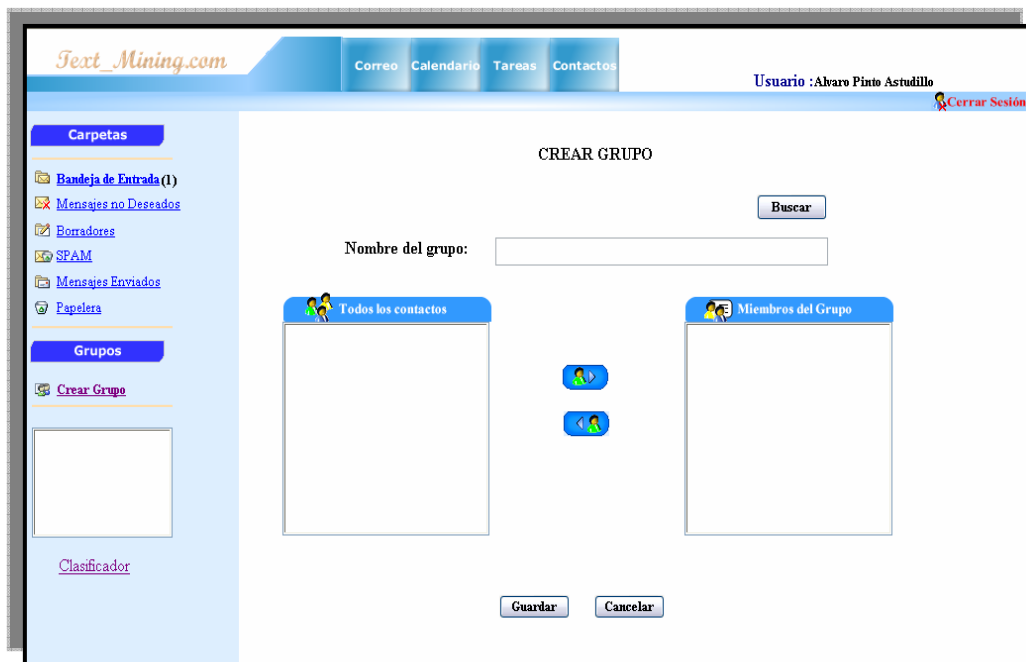 Text_Mining.com
Correo Calendario Tareas Contactos
Usuario :Alvaro Pinto Astudillo
Cerrar Sesión
Carpetas
Bandeja de Entrada(1)
Mensajes no Deseados
Borradores
SPAM
Mensajes Enviados
Papelera
Grupos
Crear Grupo
Clasificador
CREAR GRUPO
Buscar
Nombre del grupo:
Todos los contactos
Miembros del Grupo
Guardar Cancelar